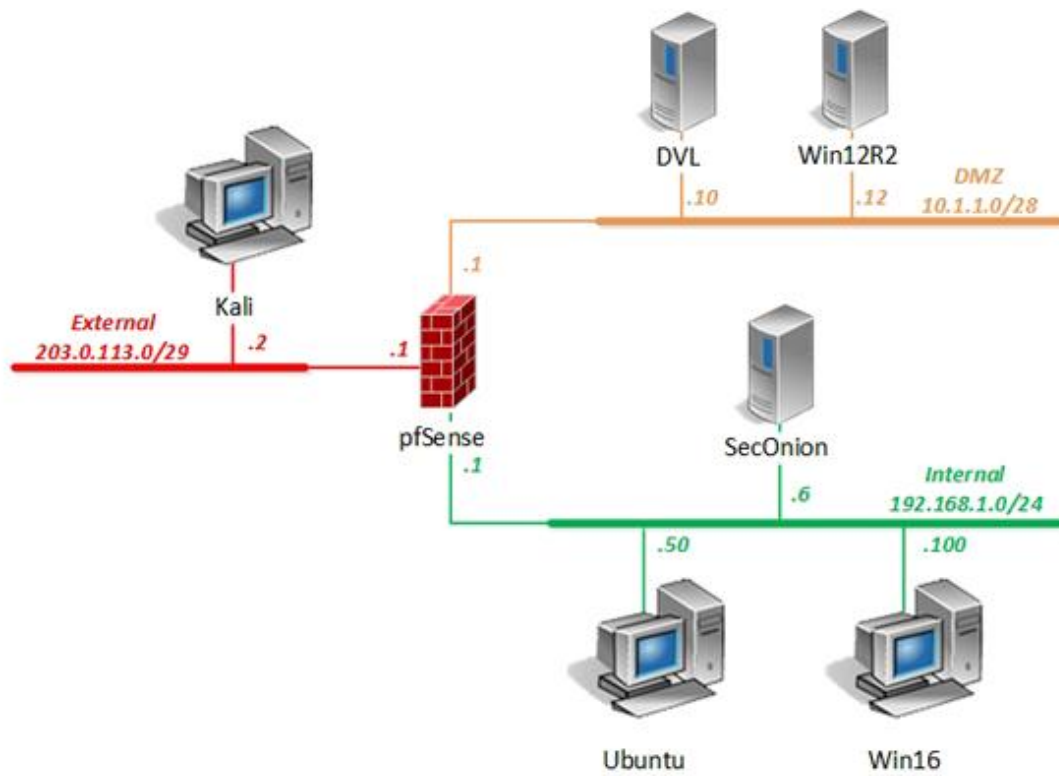 DVL
Win12R2
DMZ
10.1.1.0/28
.10
.12
Kali
.1
External
203.0.113.0/29
.2
.1
pfSense
.1
SecOnion
Internal
192.168.1.0/24
.6
.50
.100
Ubuntu
Win16